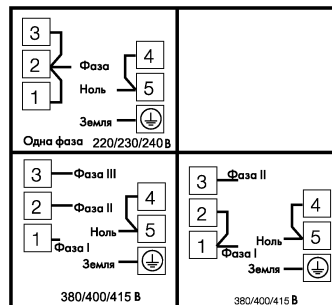 3
2 Фаза 4
Ноль 5
1
Земля
Одна фаза 220/230/240 В
3 Фаза III
4
2 Фаза II
Ноль 5
1 Фаза I
Земля
380/400/415 В
3 Фаза II
2 4
1 Ноль 5
Фаза I
Земля
380/400/415 В